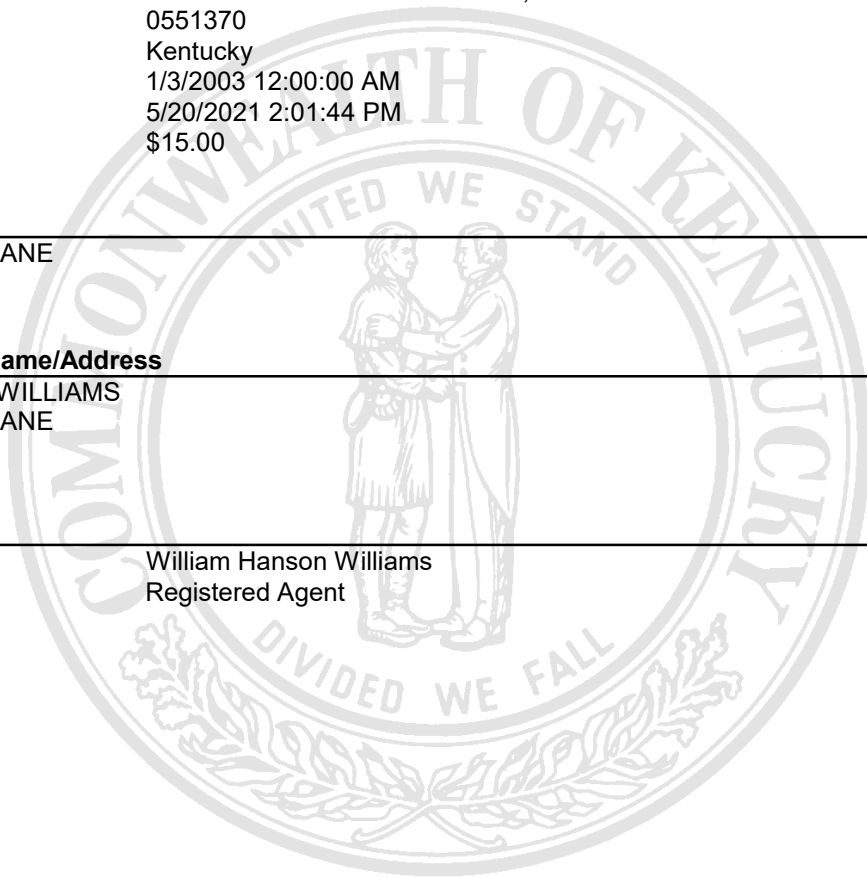 0551370
Kentucky
1/3/2003 12:00:00 AM
5/20/2021 2:01:44 PM
$15.00
ANE
ame/Address
WILLIAMS
ANE
William Hanson Williams
Registered Agent
COMMONWEALTH OF KENTUCKY
UNITED WE STAND
DIVIDED WE FALL